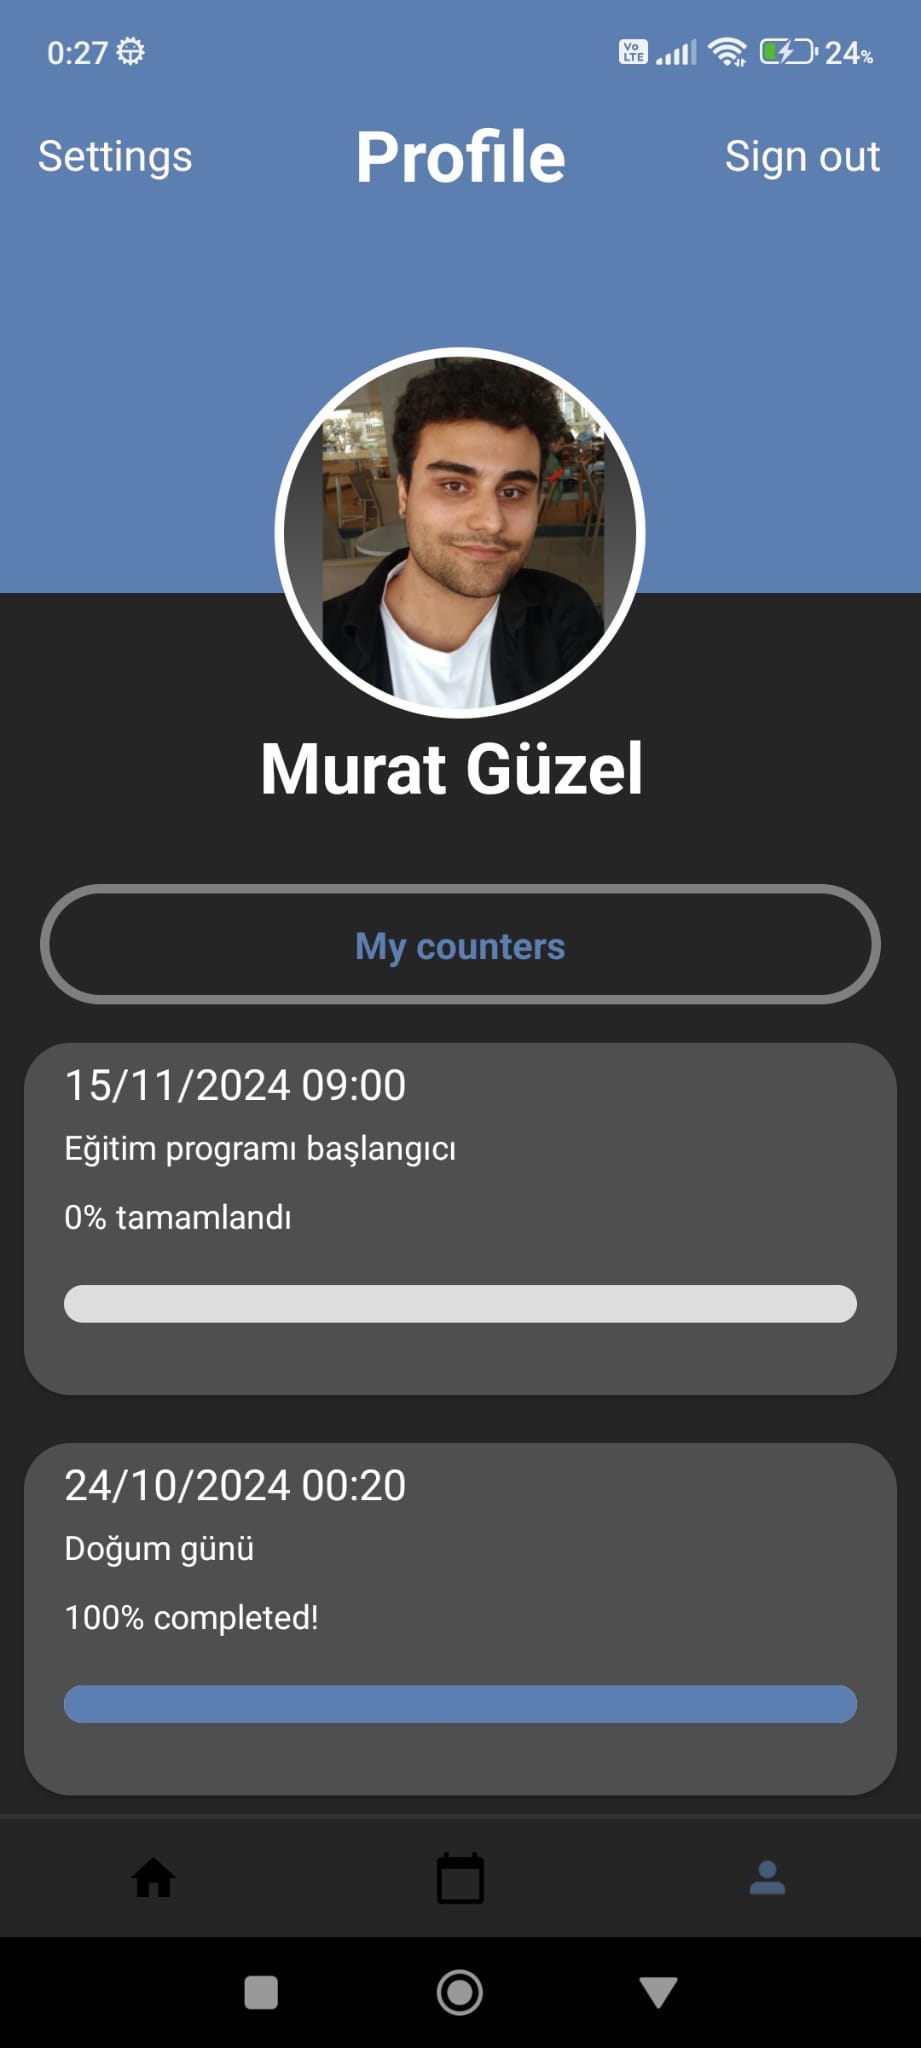 0:27 Vo LTE 24%
Settings Profile Sign out
Murat Güzel
My counters
15/11/2024 09:00
Eğitim programı başlangıcı
0% tamamlandı
24/10/2024 00:20
Doğum günü
100% completed!